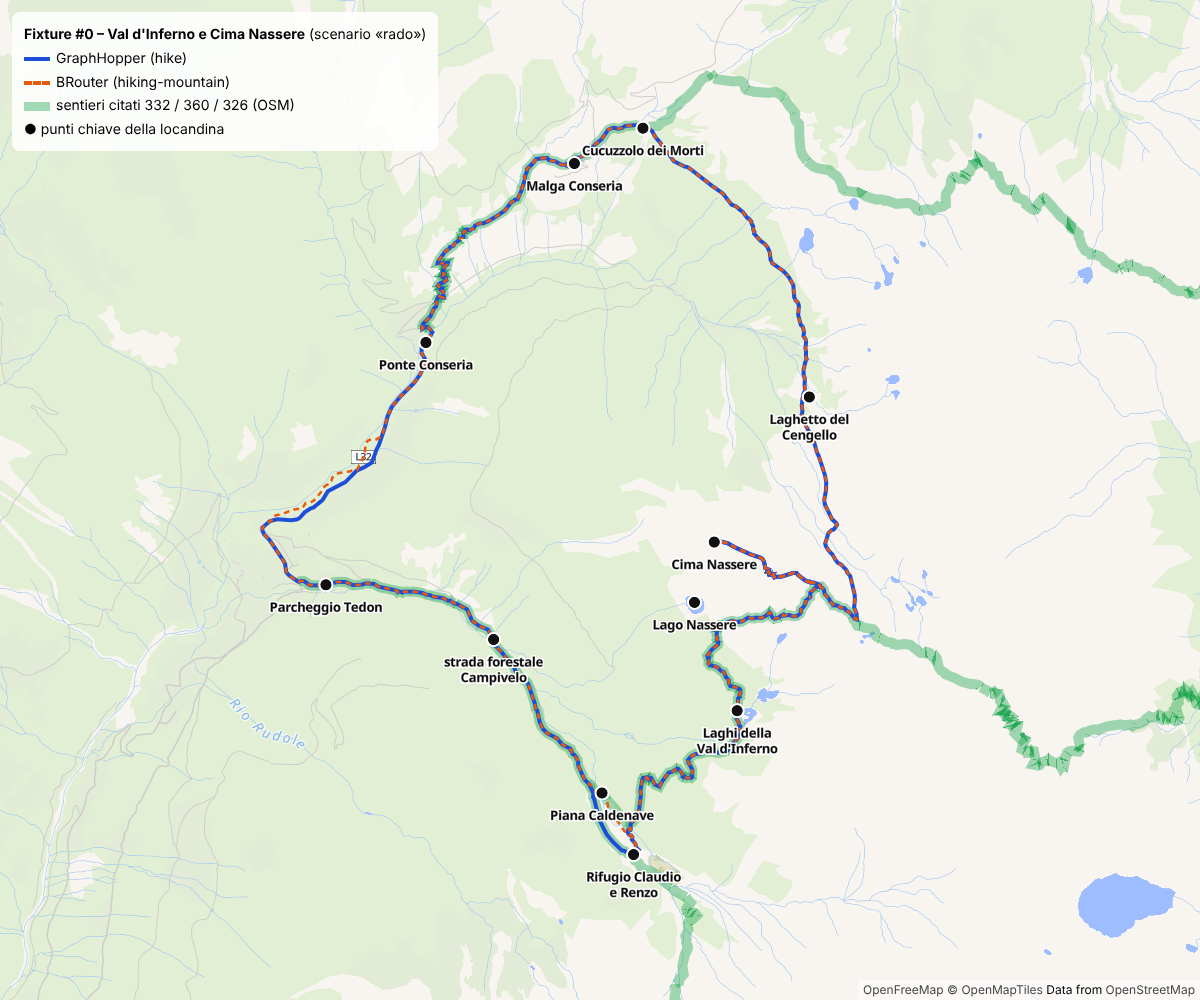 Fixture #0 – Val d'Inferno e Cima Nassere (scenario «rado»)
GraphHopper (hike)
BRouter (hiking-mountain)
sentieri citati 332 / 360 / 326 (OSM)
punti chiave della locandina
Cucuzzolo dei Morti
Malga Conseria
Ponte Conseria
Laghetto del
Cengello
Cima Nassere
Parcheggio Tedon
Lago Nassere
strada forestale
Campivelo
Rio Rudole
Laghi della
Val d'Inferno
Piana Caldenave
Rifugio Claudio
e Renzo
OpenFreeMap © OpenMapTiles Data from OpenStreetMap